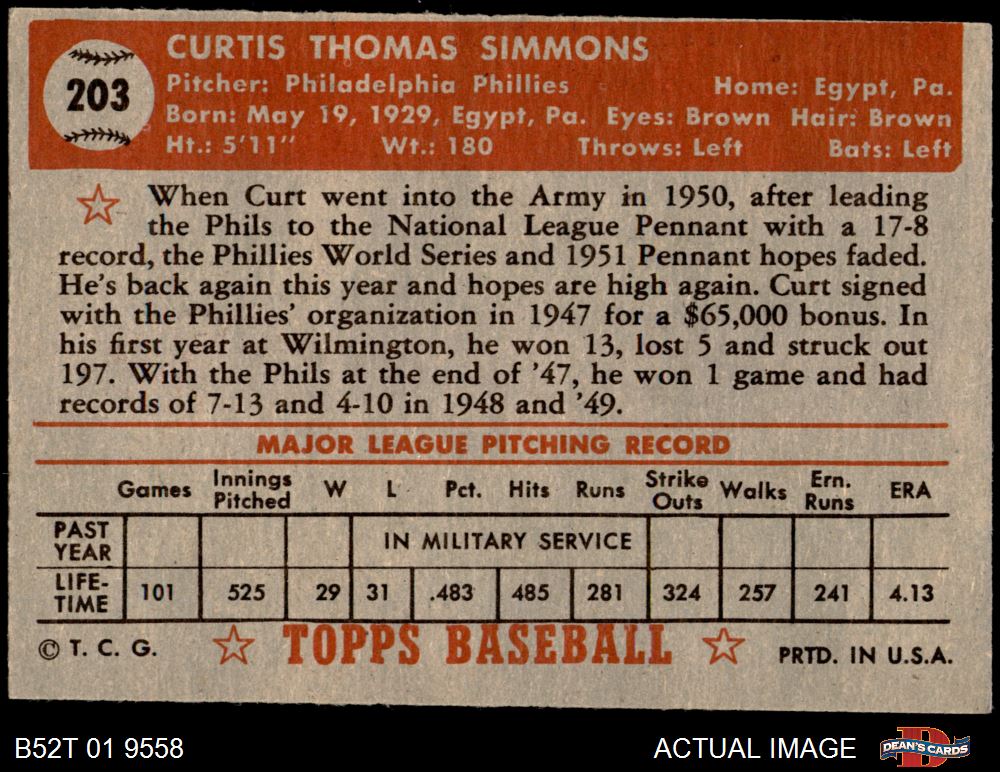 203
CURTIS THOMAS SIMMONS
Pitcher: Philadelphia Phillies Home: Egypt, Pa.
Born: May 19, 1929, Egypt, Pa. Eyes: Brown Hair: Brown
Ht.: 5'11" Wt.: 180 Throws: Left Bats: Left
When Curt went into the Army in 1950, after leading
the Phils to the National League Pennant with a 17-8
record, the Phillies World Series and 1951 Pennant hopes faded.
He's back again this year and hopes are high again. Curt signed
with the Phillies' organization in 1947 for a $65,000 bonus. In
his first year at Wilmington, he won 13, lost 5 and struck out
197. With the Phils at the end of '47, he won 1 game and had
records of 7-13 and 4-10 in 1948 and '49.
MAJOR LEAGUE PITCHING RECORD
Games Innings Pitched W L Pct. Hits Runs Strike Outs Walks Ern. Runs ERA
PAST YEAR IN MILITARY SERVICE
LIFE-TIME 101 525 29 31 .483 485 281 324 257 241 4.13
© T. C. G. TOPPS BASEBALL PRTD. IN U.S.A.
B52T 01 9558 ACTUAL IMAGE DEAN'S CARDS